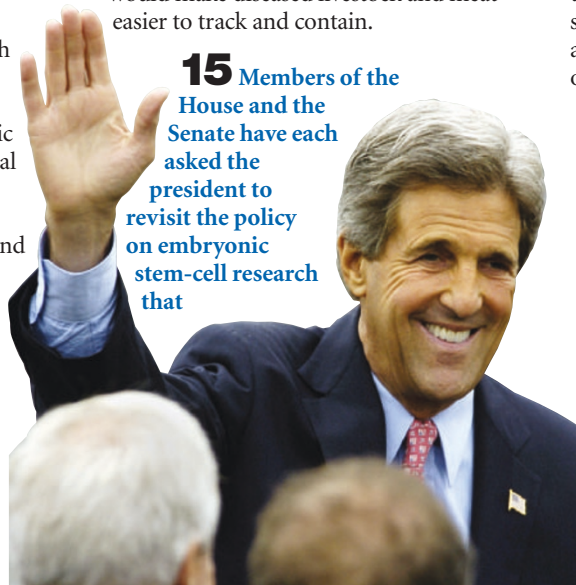 easier to track and contain.
15 Members of the
House and the
Senate have each
asked the
president to
revisit the policy
on embryonic
stem-cell research
that